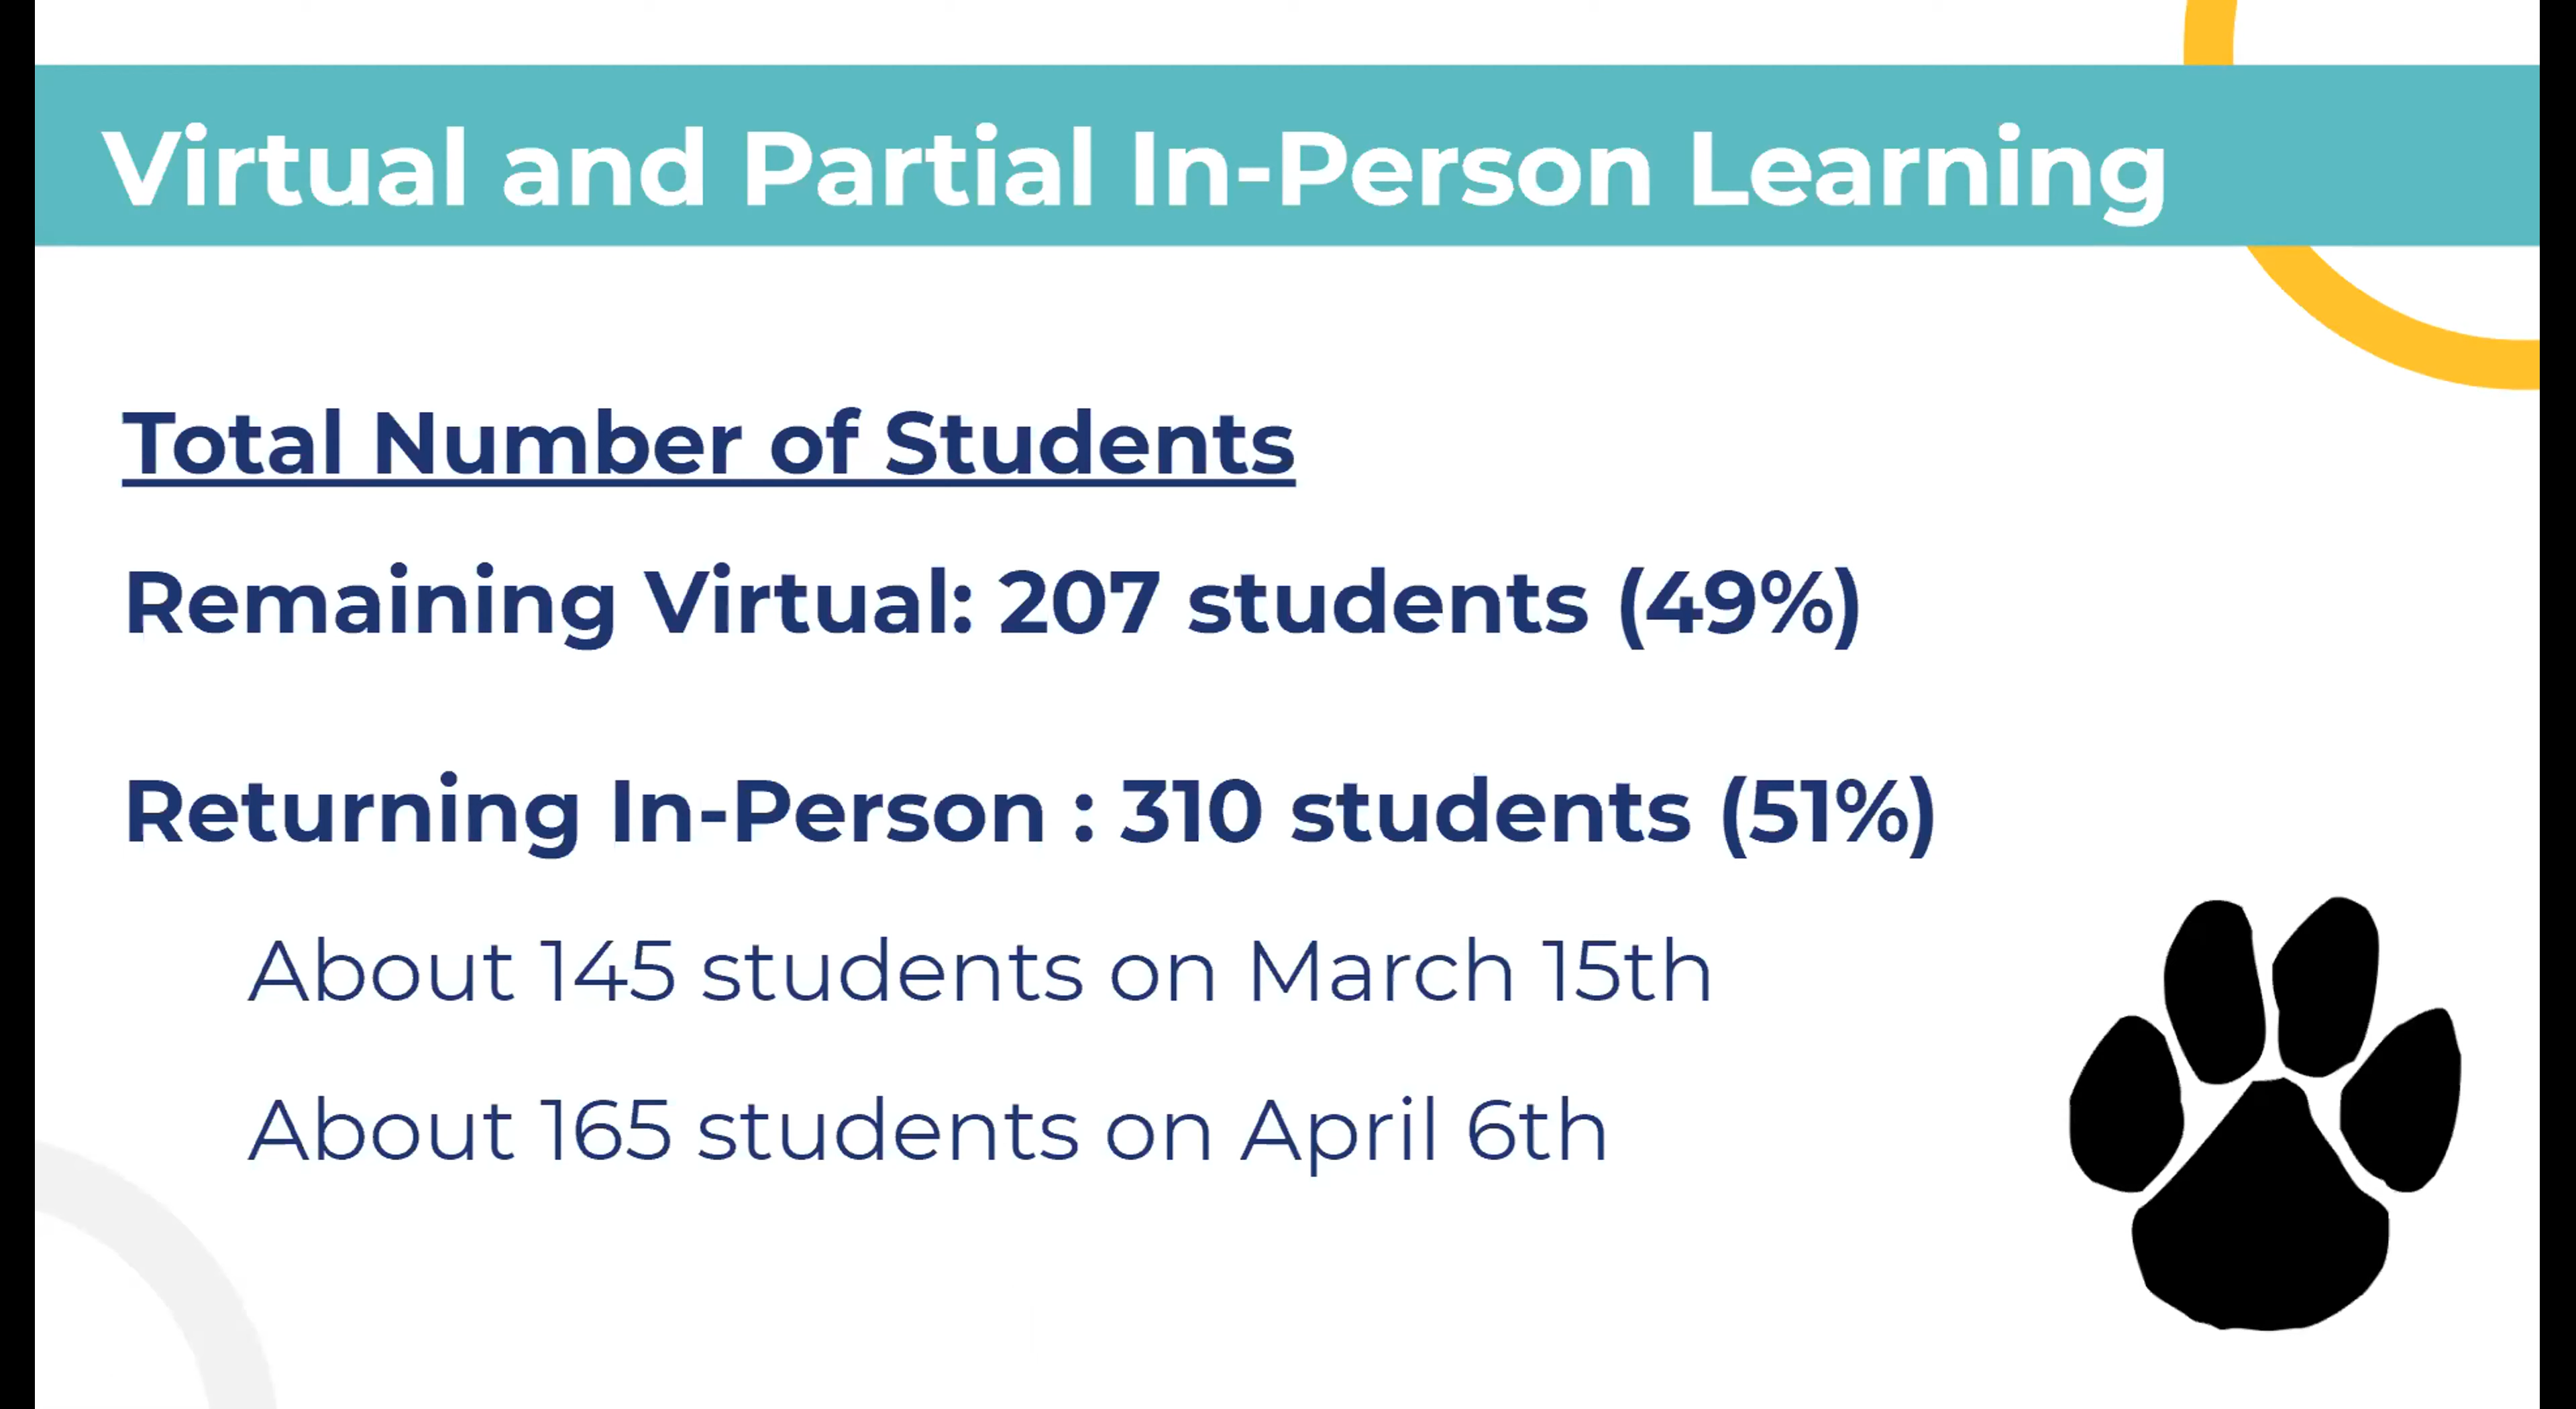 Virtual and Partial In-Person Learning
Total Number of Students
Remaining Virtual: 207 students (49%)
Returning In-Person : 310 students (51%)
About 145 students on March 15th
About 165 students on April 6th